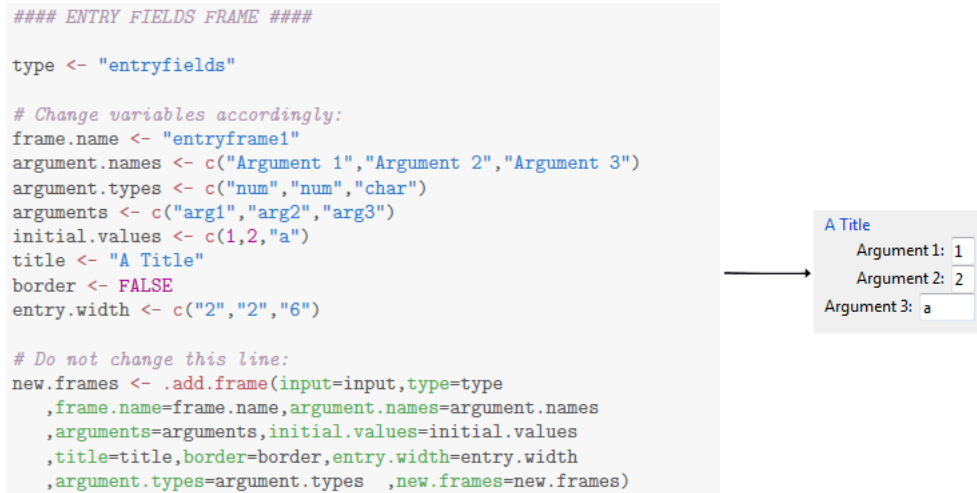 #### ENTRY FIELDS FRAME ####
type <- "entryfields"
# Change variables accordingly:
frame.name <- "entryframe1"
argument.names <- c("Argument 1","Argument 2","Argument 3")
argument.types <- c("num","num","char")
arguments <- c("arg1","arg2","arg3")
initial.values <- c(1,2,"a")
title <- "A Title"
border <- FALSE
entry.width <- c("2","2","6")
# Do not change this line:
new.frames <- .add.frame(input=input,type=type
,frame.name=frame.name,argument.names=argument.names
,arguments=arguments,initial.values=initial.values
,title=title,border=border,entry.width=entry.width
,argument.types=argument.types  ,new.frames=new.frames)
A Title
Argument 1: 1
Argument 2: 2
Argument 3: a